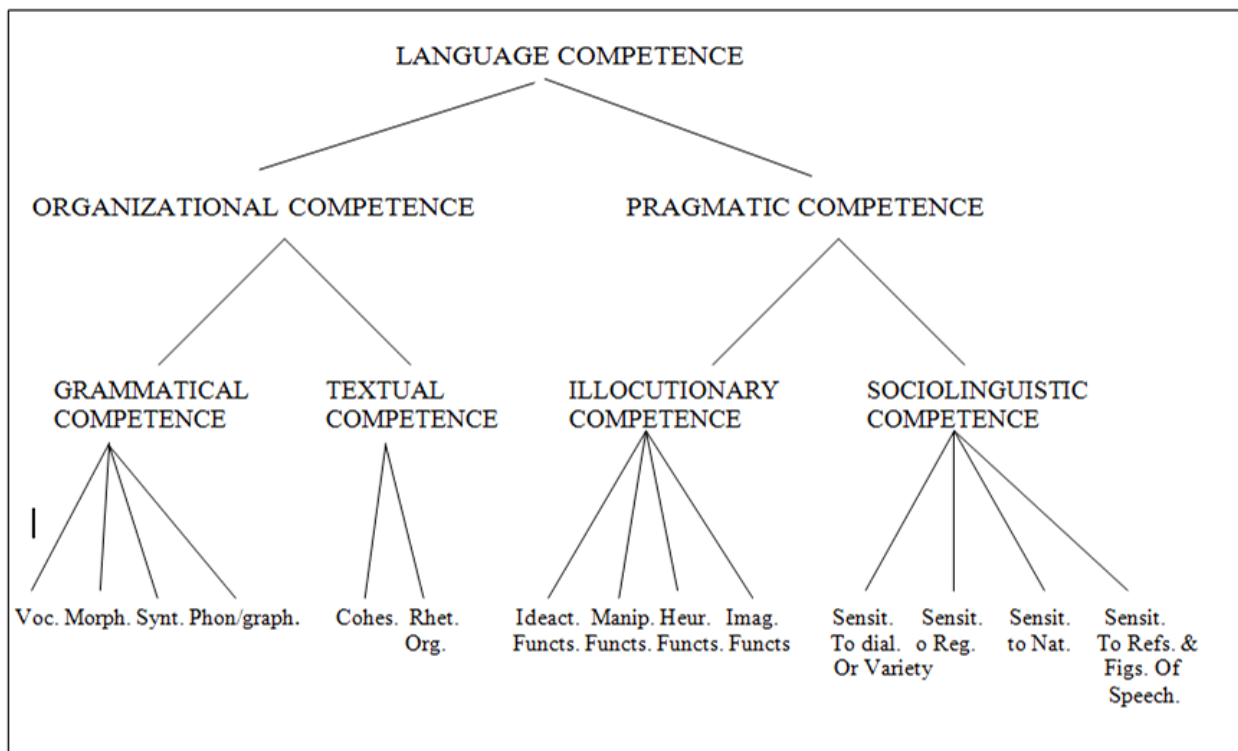 LANGUAGE COMPETENCE
ORGANIZATIONAL COMPETENCE
PRAGMATIC COMPETENCE
GRAMMATICAL
COMPETENCE
TEXTUAL
COMPETENCE
ILLOCUTIONARY
COMPETENCE
SOCIOLINGUISTIC
COMPETENCE
Voc. Morph. Synt. Phon/graph.
Cohes. Rhet.
Org.
Ideact. Manip. Heur. Imag.
Functs. Functs. Functs. Functs
Sensit. Sensit. Sensit. Sensit.
To dial. o Reg. to Nat. To Refs. &
Or Variety Figs. Of
Speech.